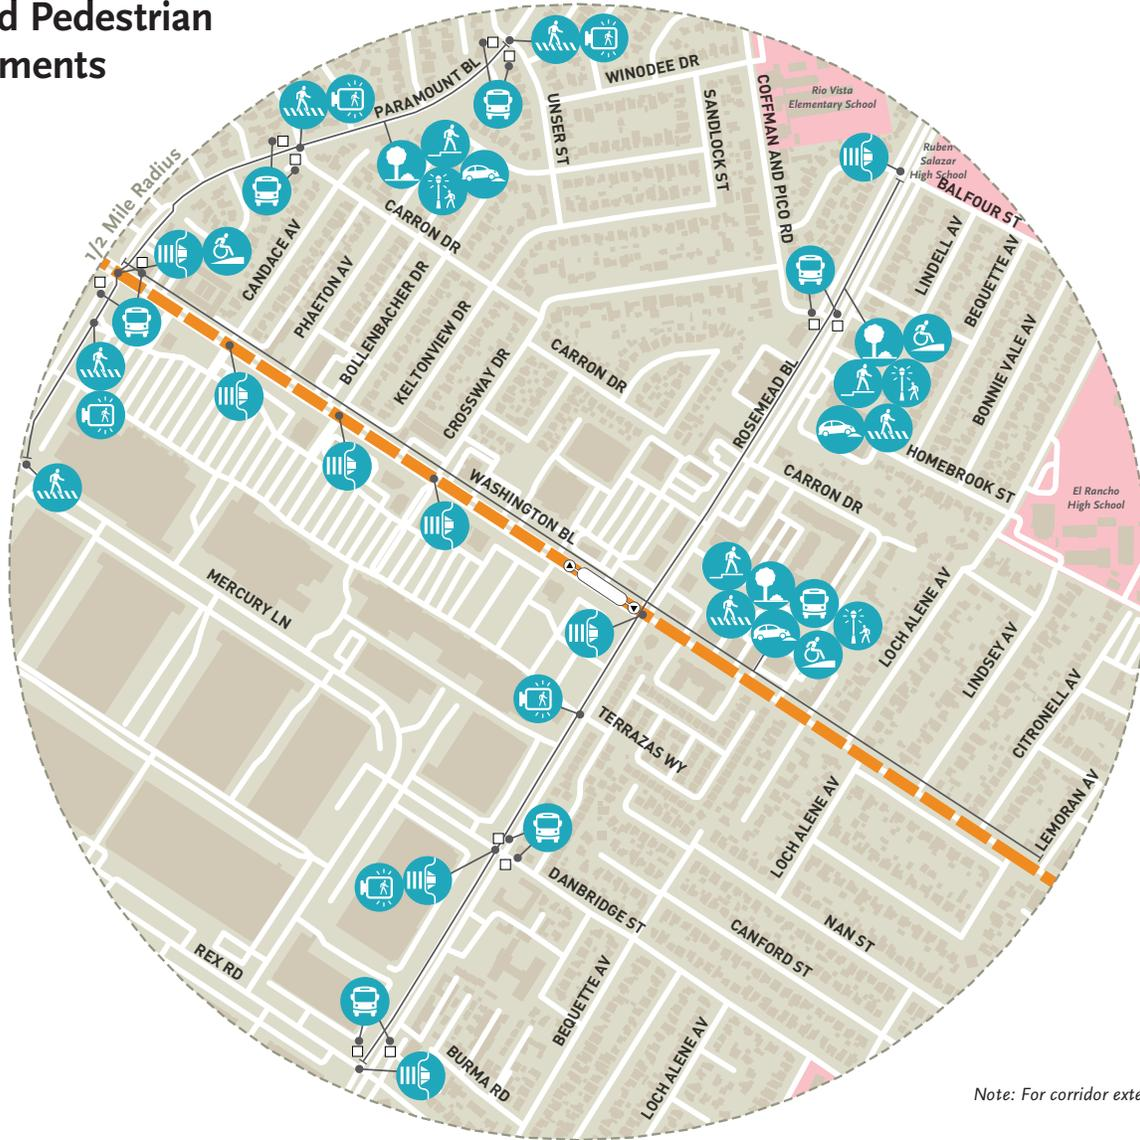 d Pedestrian
ments
1/2 Mile Radius
PARAMOUNT BL
WINODEE DR
UNSER ST
SANDLOCK ST
COFFMAN AND PICO RD
Rio Vista
Elementary School
Ruben
Salazar
High School
BALFOUR ST
CARRON DR
CANDACE AV
PHAETON AV
BOLLENBACHER DR
KELTONVIEW DR
CROSSWAY DR
CARRON DR
LINDELL AV
BEQUETTE AV
BONNIE VALE AV
ROSEMEAD BL
HOMEBROOK ST
CARRON DR
El Rancho
High School
WASHINGTON BL
MERCURY LN
LOCH ALENE AV
LINDSEY AV
CITRONELL AV
LEMORAN AV
TERRAZAS WY
LOCH ALENE AV
DANBRIDGE ST
CANFORD ST
NAN ST
REX RD
BEQUETTE AV
LOCH ALENE AV
BURMA RD
Note: For corridor exte